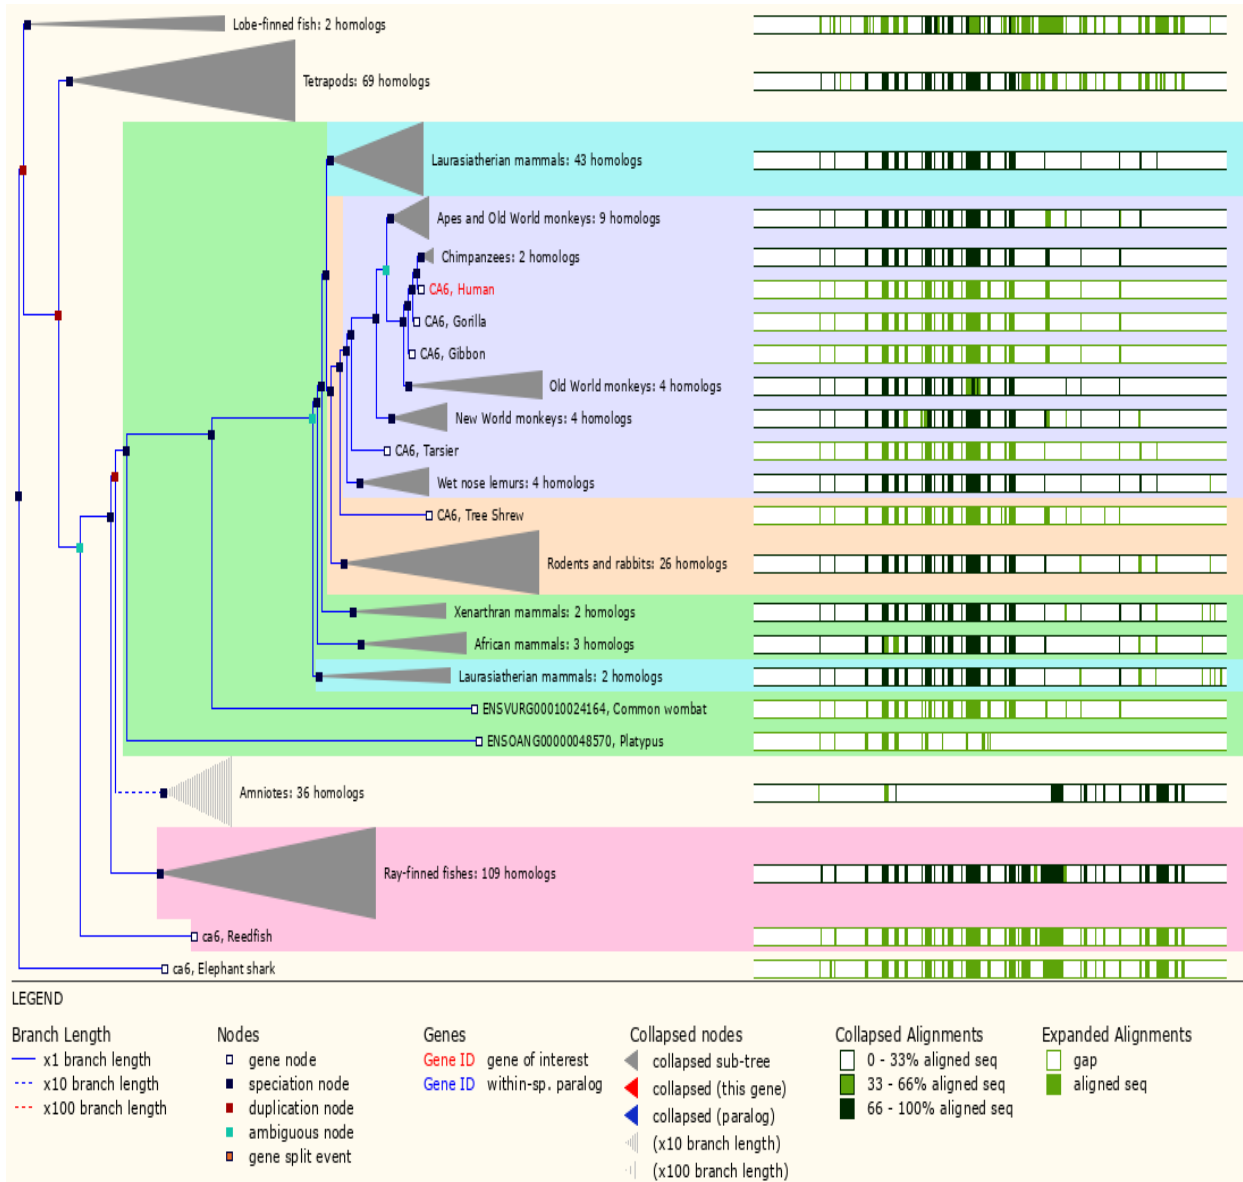 Lobe-finned fish: 2 homologs
Tetrapods: 69 homologs
Laurasiatherian mammals: 43 homologs
Apes and Old World monkeys: 9 homologs
Chimpanzees: 2 homologs
CA6, Human
CA6, Gorilla
CA6, Gibbon
Old World monkeys: 4 homologs
New World monkeys: 4 homologs
CA6, Tarsier
Wet nose lemurs: 4 homologs
CA6, Tree Shrew
Rodents and rabbits: 26 homologs
Xenarthran mammals: 2 homologs
African mammals: 3 homologs
Laurasiatherian mammals: 2 homologs
ENSVURG00010024164, Common wombat
ENSOANG00000048570, Platypus
Amniotes: 36 homologs
Ray-finned fishes: 109 homologs
ca6, Reedfish
ca6, Elephant shark
LEGEND
Branch Length
x1 branch length
x10 branch length
x100 branch length
Nodes
gene node
speciation node
duplication node
ambiguous node
gene split event
Genes
Gene ID gene of interest
Gene ID within-sp. paralog
Collapsed nodes
collapsed sub-tree
collapsed (this gene)
collapsed (paralog)
(x10 branch length)
(x100 branch length)
Collapsed Alignments
0 - 33% aligned seq
33 - 66% aligned seq
66 - 100% aligned seq
Expanded Alignments
gap
aligned seq